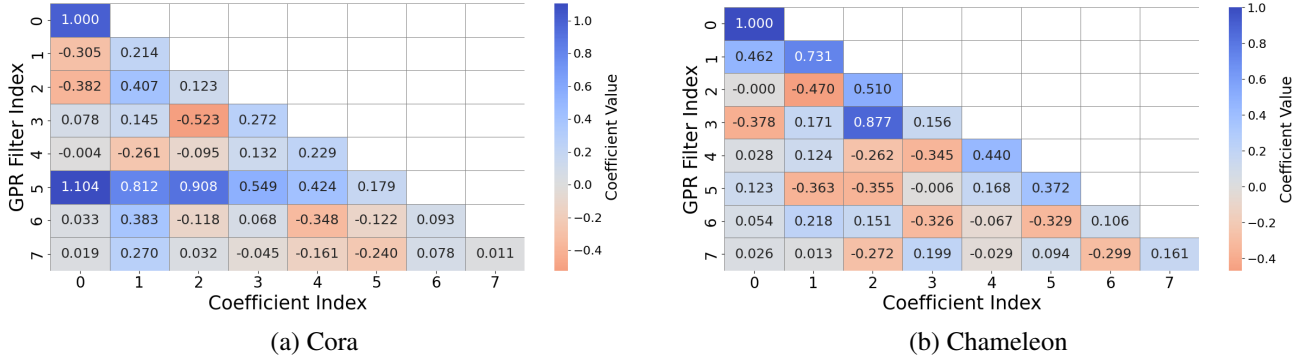 GPR Filter Index
0 1.000
1 -0.305 0.214
2 -0.382 0.407 0.123
3 0.078 0.145 -0.523 0.272
4 -0.004 -0.261 -0.095 0.132 0.229
5 1.104 0.812 0.908 0.549 0.424 0.179
6 0.033 0.383 -0.118 0.068 -0.348 -0.122 0.093
7 0.019 0.270 0.032 -0.045 -0.161 -0.240 0.078 0.011
0 1 2 3 4 5 6 7
Coefficient Index
1.0
0.8
0.6
0.4
0.2
0.0
−0.2
−0.4
Coefficient Value
(a) Cora
GPR Filter Index
0 1.000
1 0.462 0.731
2 -0.000 -0.470 0.510
3 -0.378 0.171 0.877 0.156
4 0.028 0.124 -0.262 -0.345 0.440
5 0.123 -0.363 -0.355 -0.006 0.168 0.372
6 0.054 0.218 0.151 -0.326 -0.067 -0.329 0.106
7 0.026 0.013 -0.272 0.199 -0.029 0.094 -0.299 0.161
0 1 2 3 4 5 6 7
Coefficient Index
1.0
0.8
0.6
0.4
0.2
0.0
−0.2
−0.4
Coefficient Value
(b) Chameleon